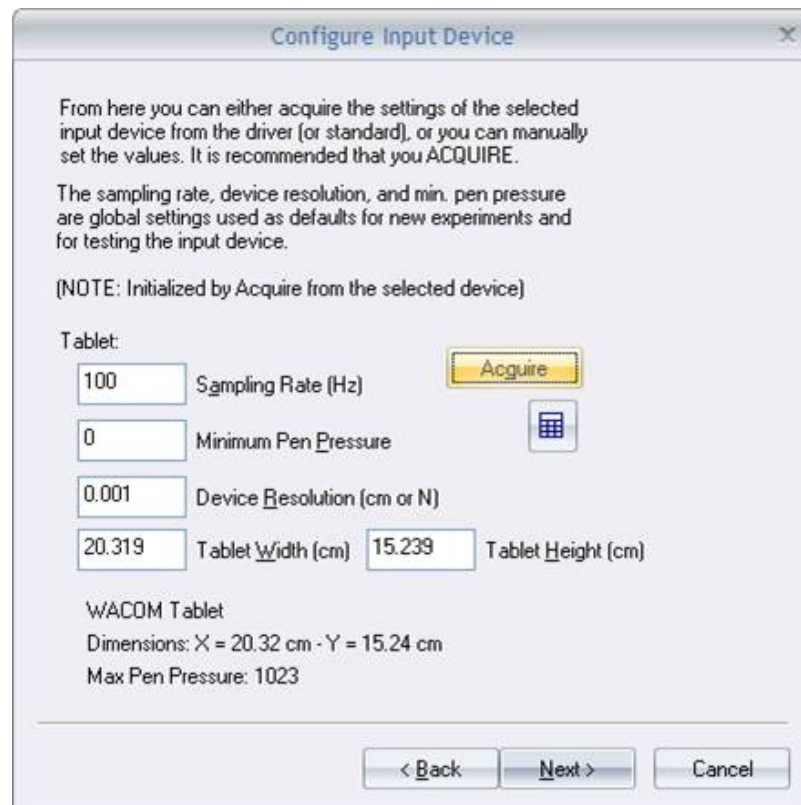 Configure Input Device
From here you can either acquire the settings of the selected
input device from the driver (or standard), or you can manually
set the values. It is recommended that you ACQUIRE.
The sampling rate, device resolution, and min. pen pressure
are global settings used as defaults for new experiments and
for testing the input device.
(NOTE: Initialized by Acquire from the selected device)
Tablet:
100 Sampling Rate (Hz) Acquire
0 Minimum Pen Pressure
0.001 Device Resolution (cm or N)
20.319 Tablet Width (cm) 15.239 Tablet Height (cm)
WACOM Tablet
Dimensions: X = 20.32 cm - Y = 15.24 cm
Max Pen Pressure: 1023
< Back Next > Cancel